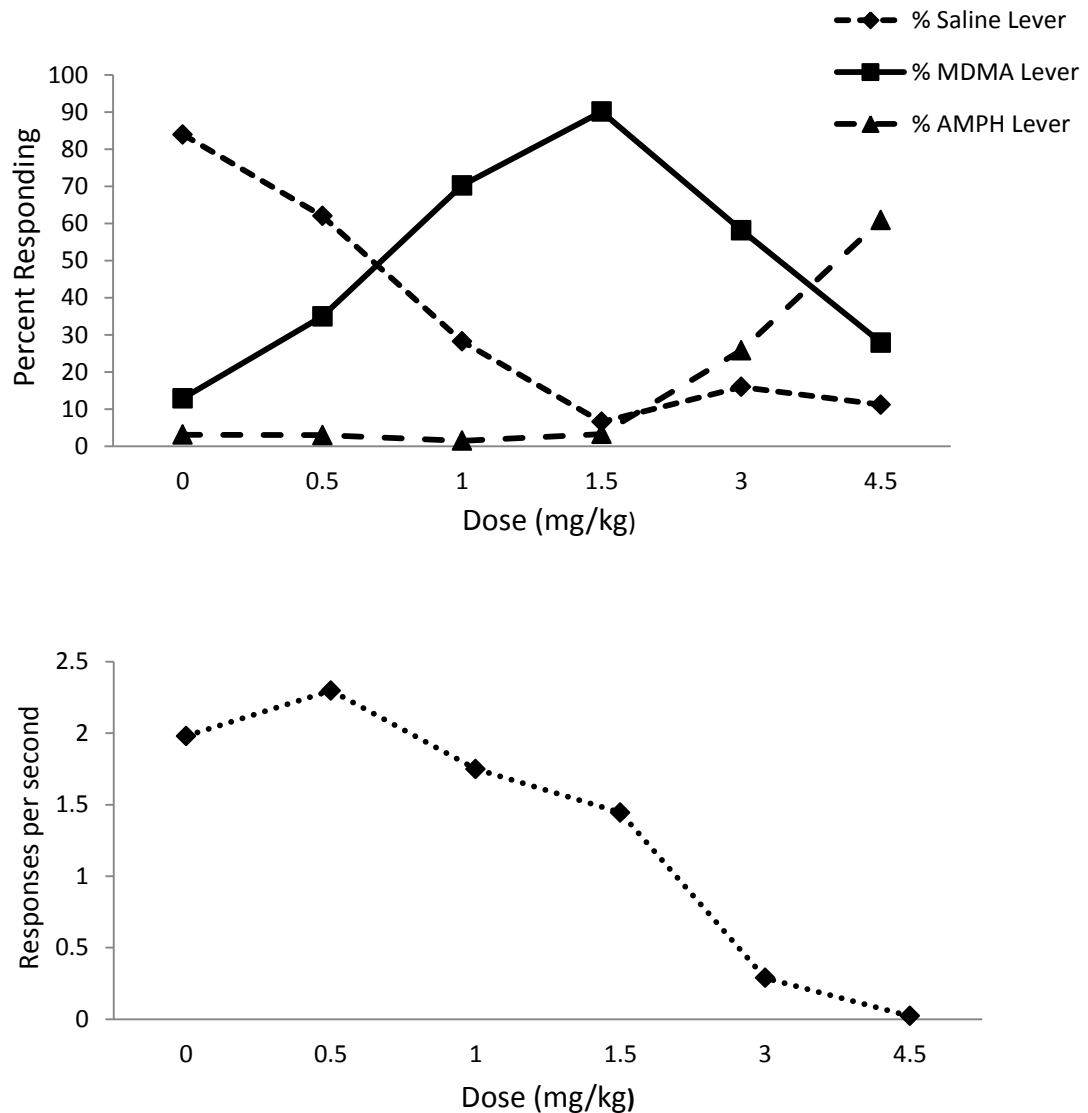 % Saline Lever
% MDMA Lever
% AMPH Lever
Percent Responding
100
90
80
70
60
50
40
30
20
10
0
0 0.5 1 1.5 3 4.5
Dose (mg/kg)
Responses per second
2.5
2
1.5
1
0.5
0
0 0.5 1 1.5 3 4.5
Dose (mg/kg)